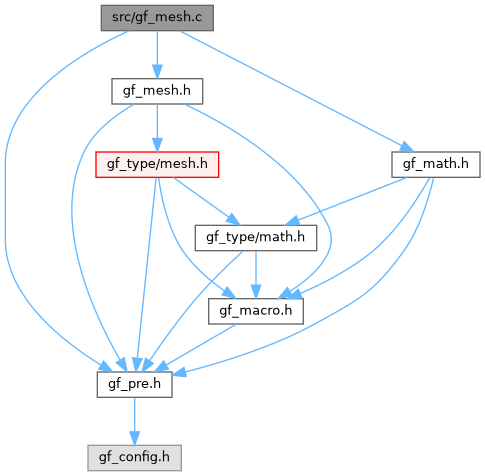 src/gf_mesh.c
gf_mesh.h
gf_type/mesh.h
gf_math.h
gf_type/math.h
gf_macro.h
gf_pre.h
gf_config.h